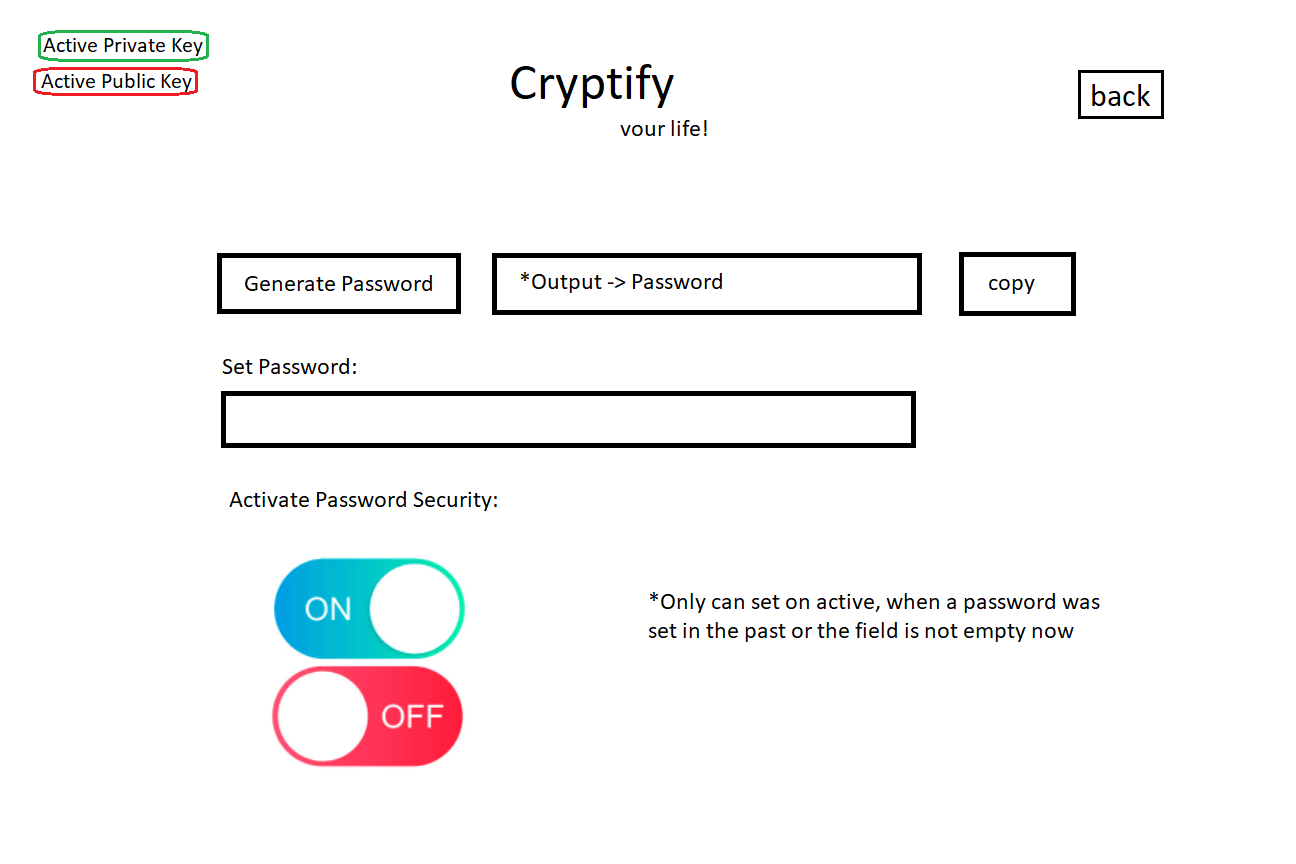 Active Private Key
Active Public Key
Cryptify
your life!
back
Generate Password
*Output -> Password
copy
Set Password:
Activate Password Security:
ON
OFF
*Only can set on active, when a password was
set in the past or the field is not empty now